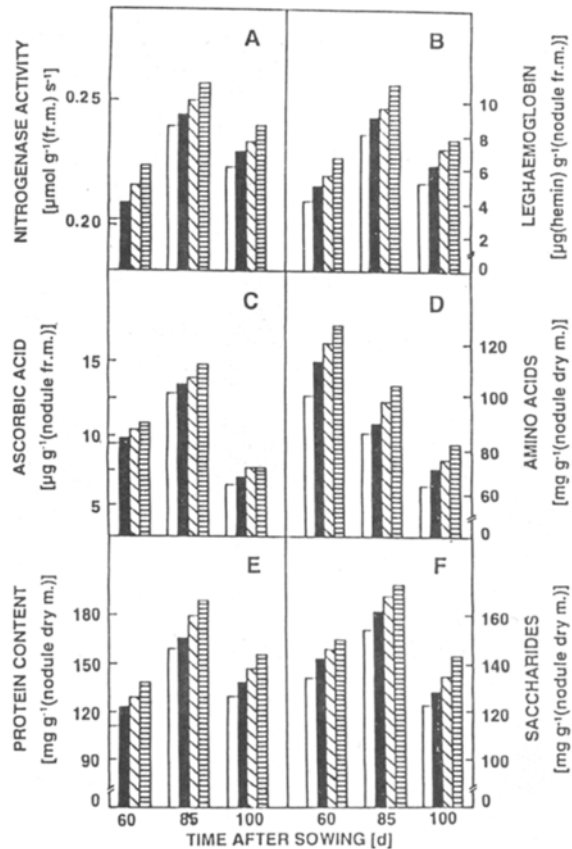 A
B
NITROGENASE ACTIVITY
[µmol g⁻¹(fr.m.) s⁻¹]
0.25
0.20
10
8
6
4
2
0
LEGHAEMOGLOBIN
[µg(hemin) g⁻¹(nodule fr.m.)]
C
D
ASCORBIC ACID
[µg g⁻¹(nodule fr.m.)]
15
10
5
120
100
80
60
0
AMINO ACIDS
[mg g⁻¹(nodule dry m.)]
E
F
PROTEIN CONTENT
[mg g⁻¹(nodule dry m.)]
180
150
120
90
0
160
140
120
100
0
SACCHARIDES
[mg g⁻¹(nodule dry m.)]
60 85 100 60 85 100
TIME AFTER SOWING [d]